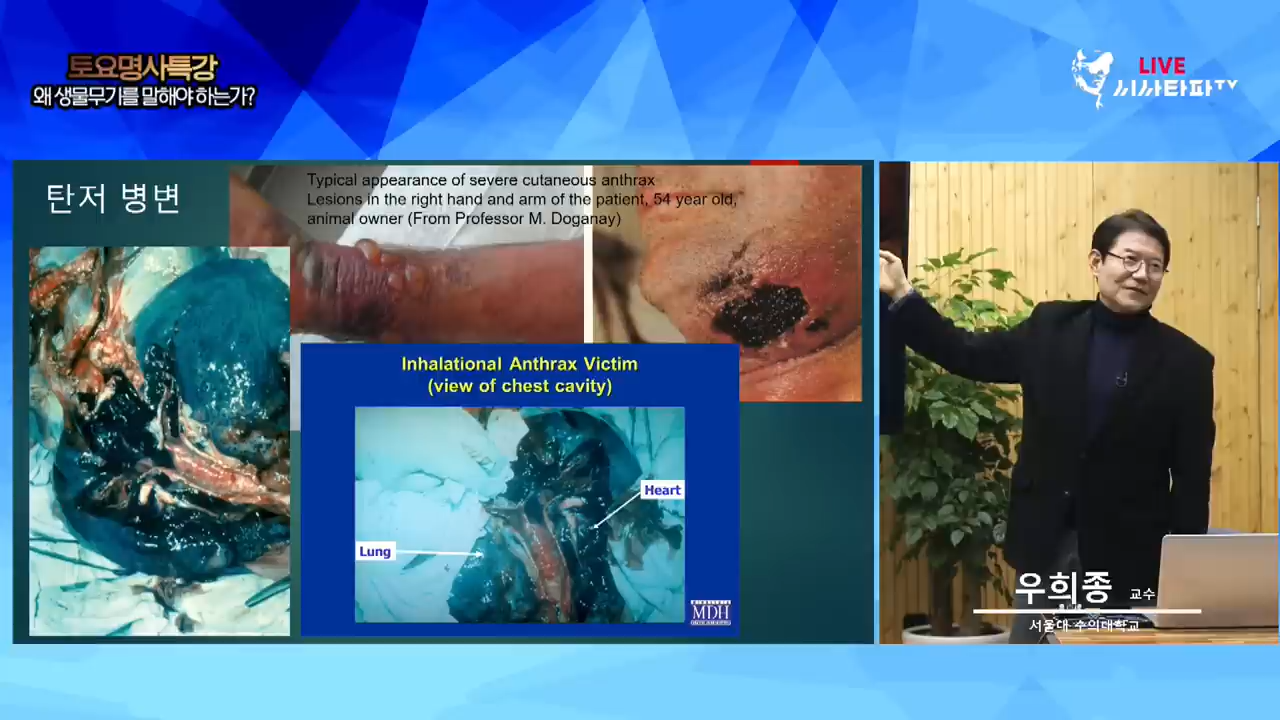 토요명사특강
왜 생물무기를 말해야 하는가?
LIVE
시사타파TV
탄저 병변
Typical appearance of severe cutaneous anthrax
Lesions in the right hand and arm of the patient, 54 year old,
animal owner (From Professor M. Doganay)
Inhalational Anthrax Victim
(view of chest cavity)
Heart
Lung
MDH
우희종 교수
서울대 수의대학교